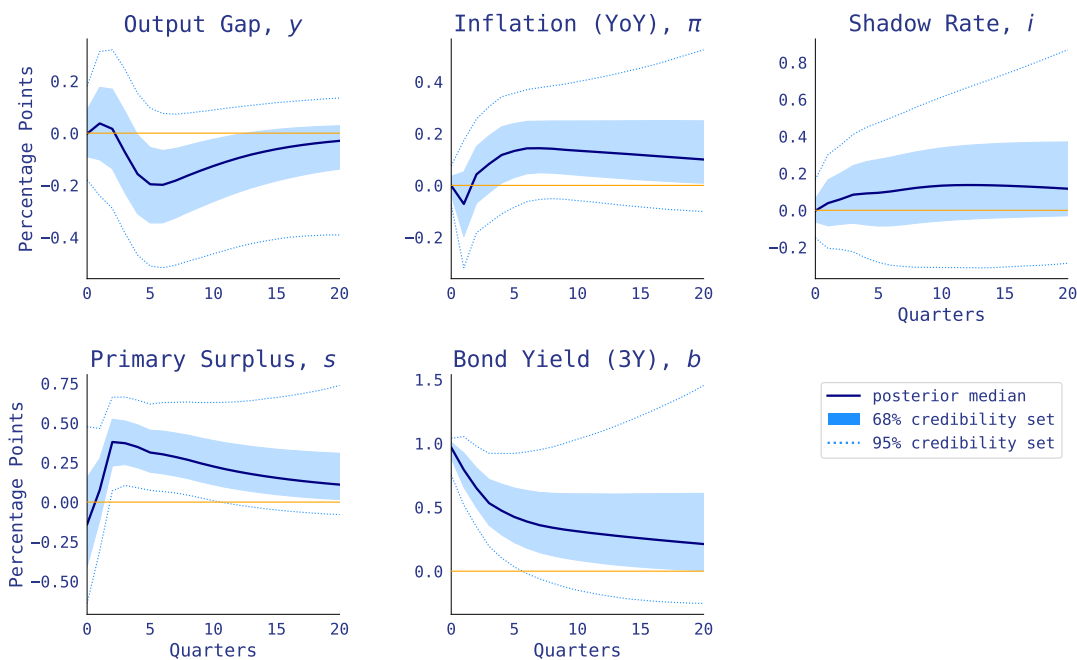 Output Gap, y
Inflation (YoY), π
Shadow Rate, i
Percentage Points
0.2
0.0
−0.2
−0.4
0 5 10 15 20
0.4
0.2
0.0
−0.2
0 5 10 15 20
0.8
0.6
0.4
0.2
0.0
−0.2
0 5 10 15 20
Quarters
Primary Surplus, s
Bond Yield (3Y), b
Percentage Points
0.75
0.50
0.25
0.00
−0.25
−0.50
0 5 10 15 20
Quarters
1.5
1.0
0.5
0.0
0 5 10 15 20
Quarters
posterior median
68% credibility set
95% credibility set